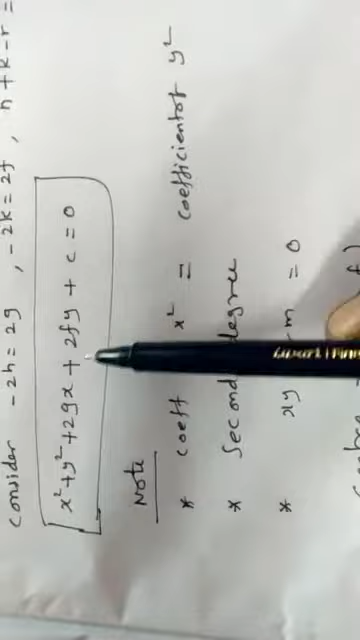 consider -2h = 2g , -2k = 2f , h + k - r =
x² + y² + 2gx + 2fy + c = 0
Note
* coeff x² = coefficient of y²
* Second degree
* xy m = 0